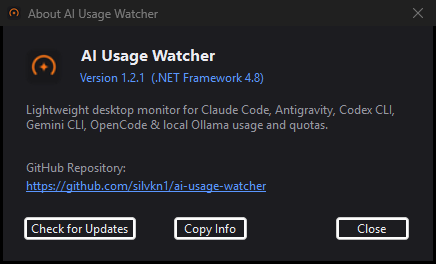 About AI Usage Watcher
AI Usage Watcher
Version 1.2.1 (.NET Framework 4.8)
Lightweight desktop monitor for Claude Code, Antigravity, Codex CLI,
Gemini CLI, OpenCode & local Ollama usage and quotas.
GitHub Repository:
https://github.com/silvkn1/ai-usage-watcher
Check for Updates
Copy Info
Close